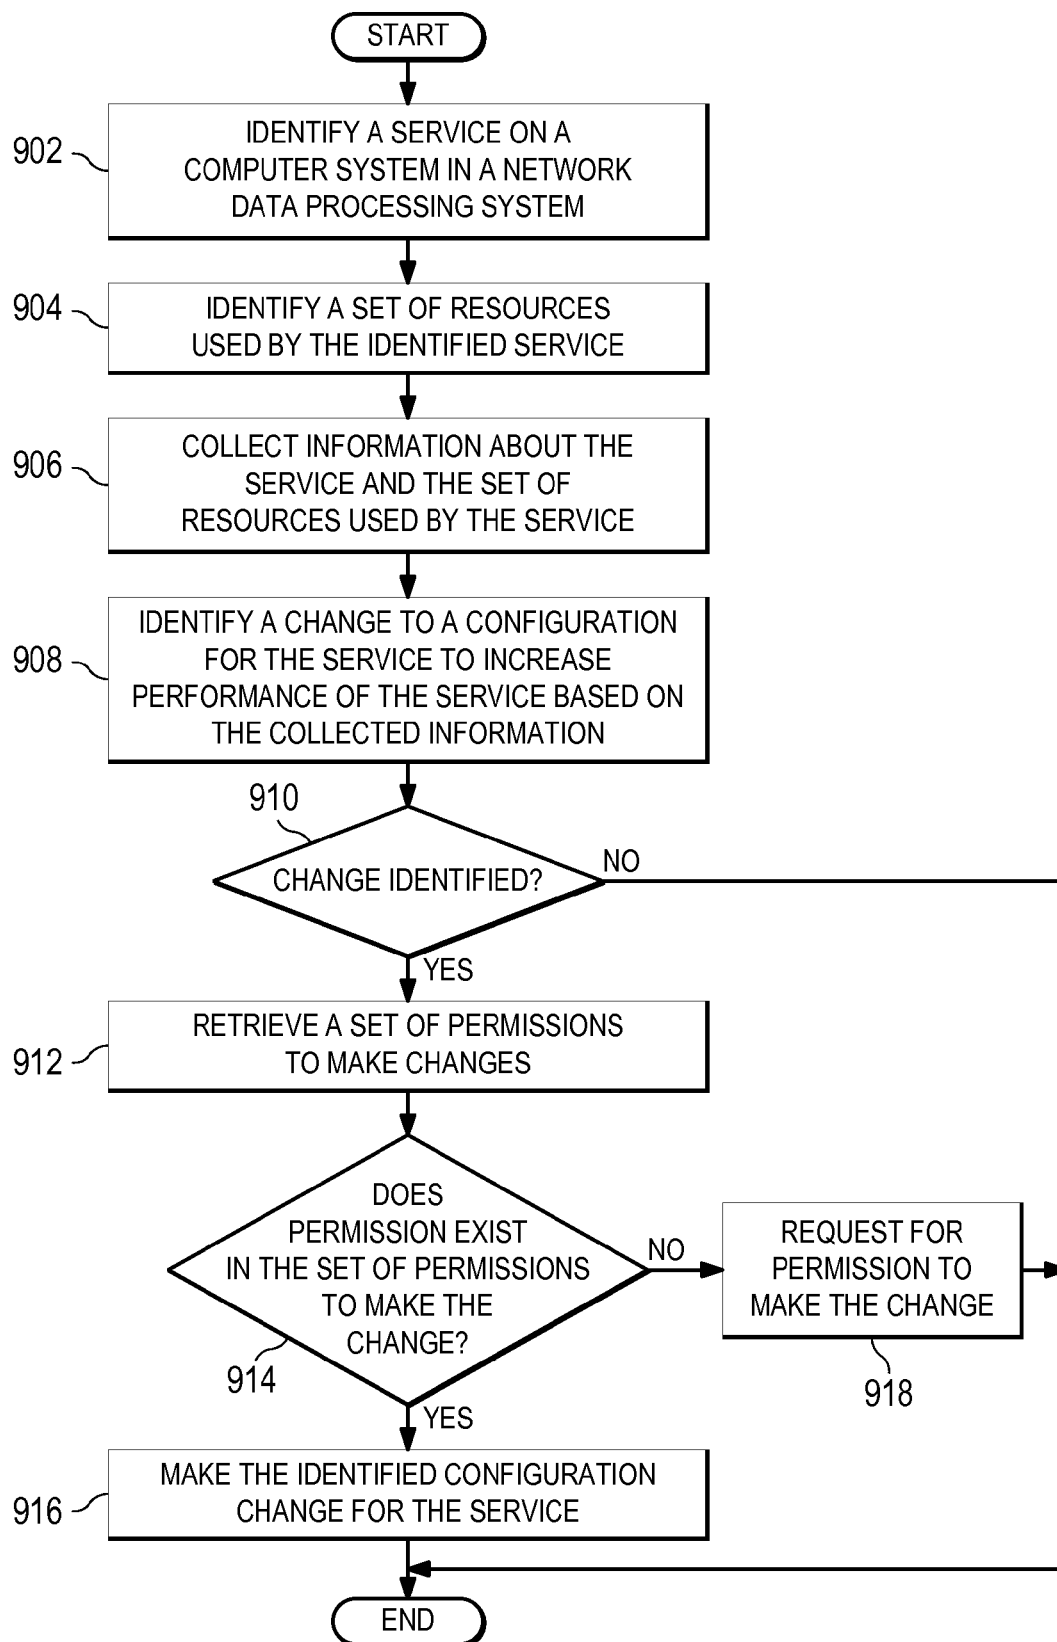 START
902
IDENTIFY A SERVICE ON A
COMPUTER SYSTEM IN A NETWORK
DATA PROCESSING SYSTEM
904
IDENTIFY A SET OF RESOURCES
USED BY THE IDENTIFIED SERVICE
906
COLLECT INFORMATION ABOUT THE
SERVICE AND THE SET OF
RESOURCES USED BY THE SERVICE
908
IDENTIFY A CHANGE TO A CONFIGURATION
FOR THE SERVICE TO INCREASE
PERFORMANCE OF THE SERVICE BASED ON
THE COLLECTED INFORMATION
910
CHANGE IDENTIFIED?
NO
YES
912
RETRIEVE A SET OF PERMISSIONS
TO MAKE CHANGES
DOES
PERMISSION EXIST
IN THE SET OF PERMISSIONS
TO MAKE THE
CHANGE?
914
NO
REQUEST FOR
PERMISSION TO
MAKE THE CHANGE
918
YES
916
MAKE THE IDENTIFIED CONFIGURATION
CHANGE FOR THE SERVICE
END